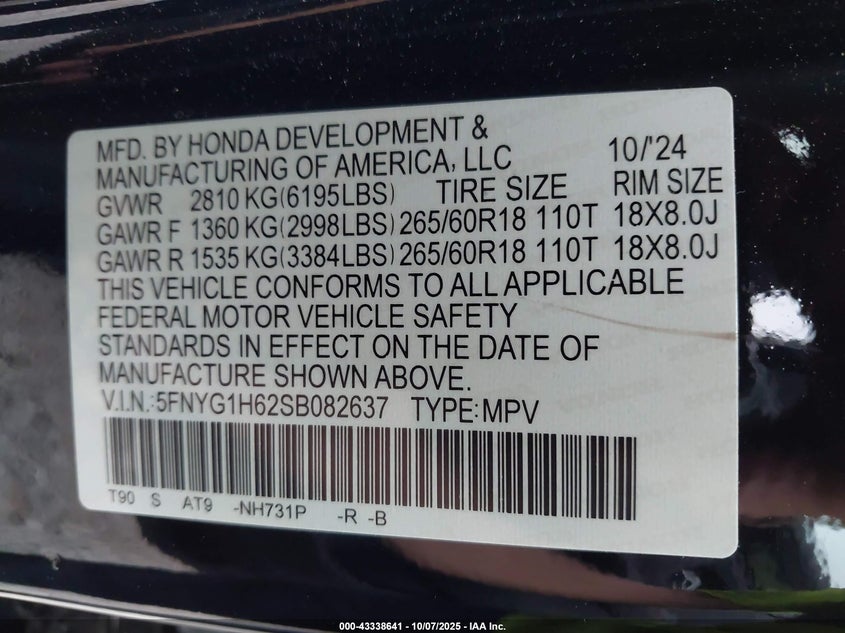 MFD. BY HONDA DEVELOPMENT &
MANUFACTURING OF AMERICA, LLC 10/'24
GVWR 2810 KG(6195LBS) TIRE SIZE RIM SIZE
GAWR F 1360 KG(2998LBS) 265/60R18 110T 18X8.0J
GAWR R 1535 KG(3384LBS) 265/60R18 110T 18X8.0J
THIS VEHICLE CONFORMS TO ALL APPLICABLE
FEDERAL MOTOR VEHICLE SAFETY
STANDARDS IN EFFECT ON THE DATE OF
MANUFACTURE SHOWN ABOVE.
V.I.N.:5FNYG1H62SB082637 TYPE:MPV
T90 S AT9 -NH731P -R -B
000-43338641 - 10/07/2025 - IAA Inc.